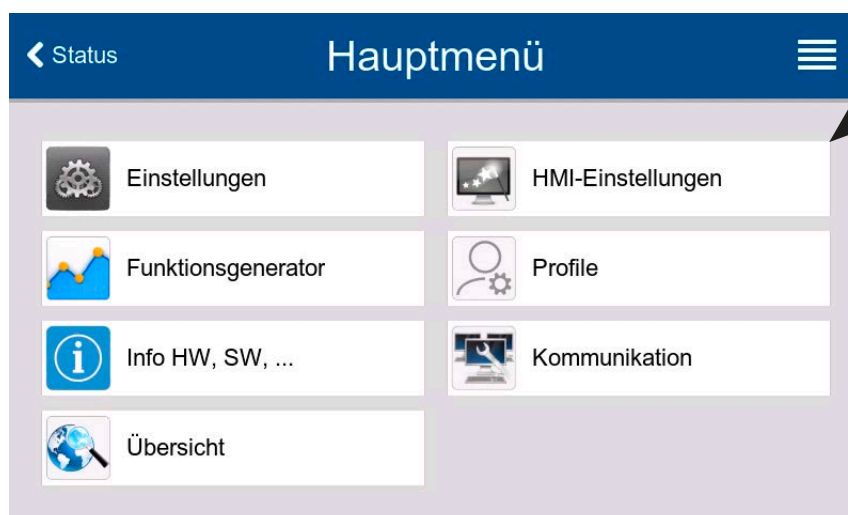 Status
Hauptmenü
Einstellungen
HMI-Einstellungen
Funktionsgenerator
Profile
Info HW, SW, ...
Kommunikation
Übersicht